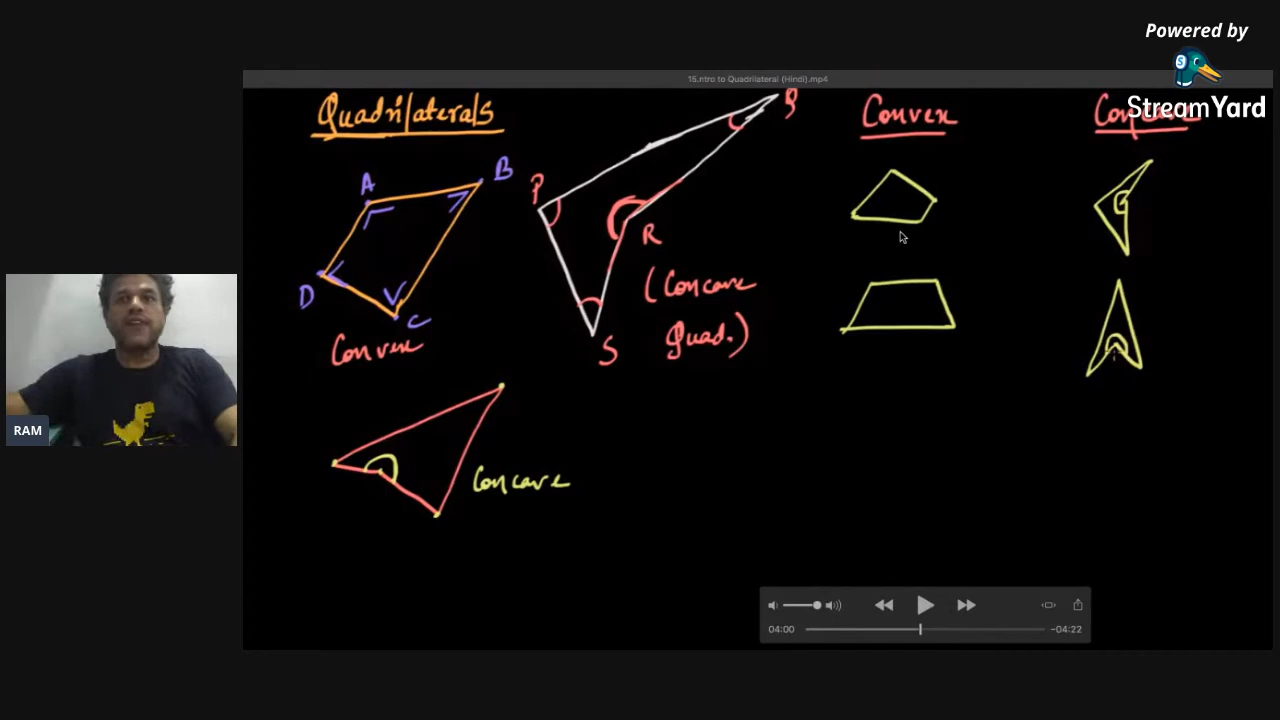 Powered by
S
StreamYard
15.ntro to Quadrilateral (Hindi).mp4
Quadrilaterals
Convex
Concave
A
B
D
C
Convex
P
Q
R
S
(Concave
Quad.)
Concave
RAM
04:00
-04:22